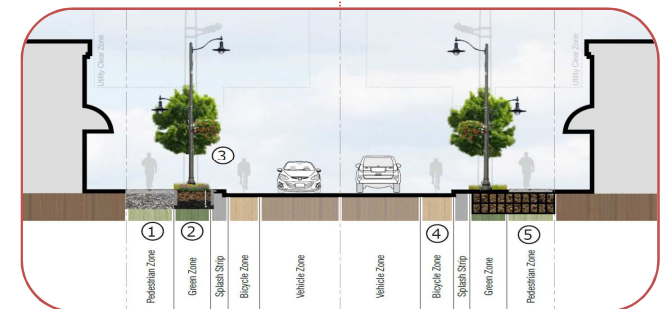 Utility Clear Zone
Utility Clear Zone
3
1
2
4
5
Pedestrian Zone
Green Zone
Splash Strip
Bicycle Zone
Vehicle Zone
Vehicle Zone
Bicycle Zone
Splash Strip
Green Zone
Pedestrian Zone